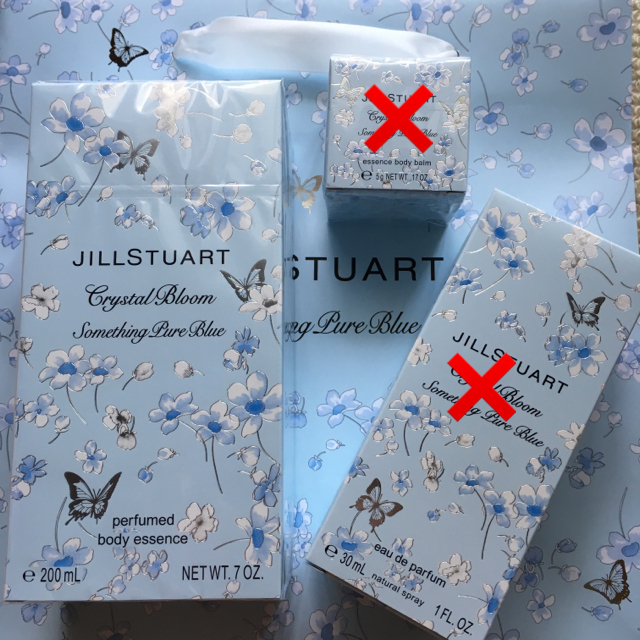 JILLSTUART
Crystal Bloom
Something Pure Blue
perfumed
body essence
℮ 200 mL NET WT. 7 OZ.
JILLSTUART
Crystal Bloom
Something Pure Blue
essence body balm
℮ 5g NET WT. .17 OZ.
STUART
ng Pure Blue
JILLSTUART
Crystal Bloom
Something Pure Blue
eau de parfum
℮ 30 mL natural spray 1 FL. OZ.